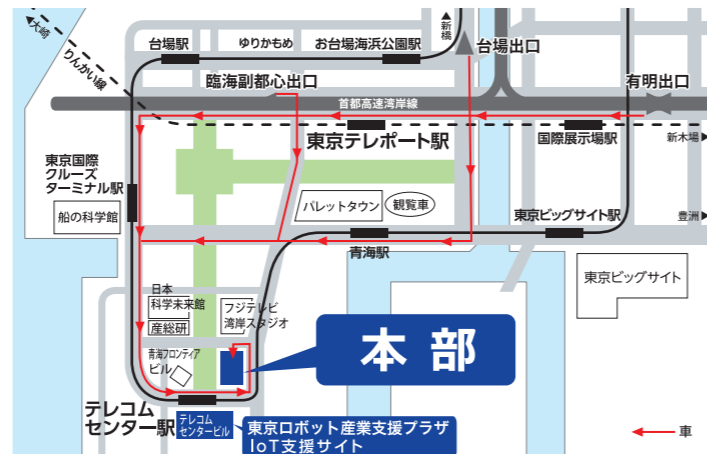 ◀大崎
りんかい線
台場駅
ゆりかもめ
お台場海浜公園駅
▲新橋
台場出口
臨海副都心出口
有明出口
首都高速湾岸線
東京テレポート駅
国際展示場駅
新木場▶
東京国際
クルーズ
ターミナル駅
船の科学館
パレットタウン
観覧車
東京ビッグサイト駅
豊洲▶
青海駅
東京ビッグサイト
日本
科学未来館
産総研
フジテレビ
湾岸スタジオ
青海フロンティア
ビル
本部
テレコム
センター駅
テレコム
センタービル
東京ロボット産業支援プラザ
IoT支援サイト
車